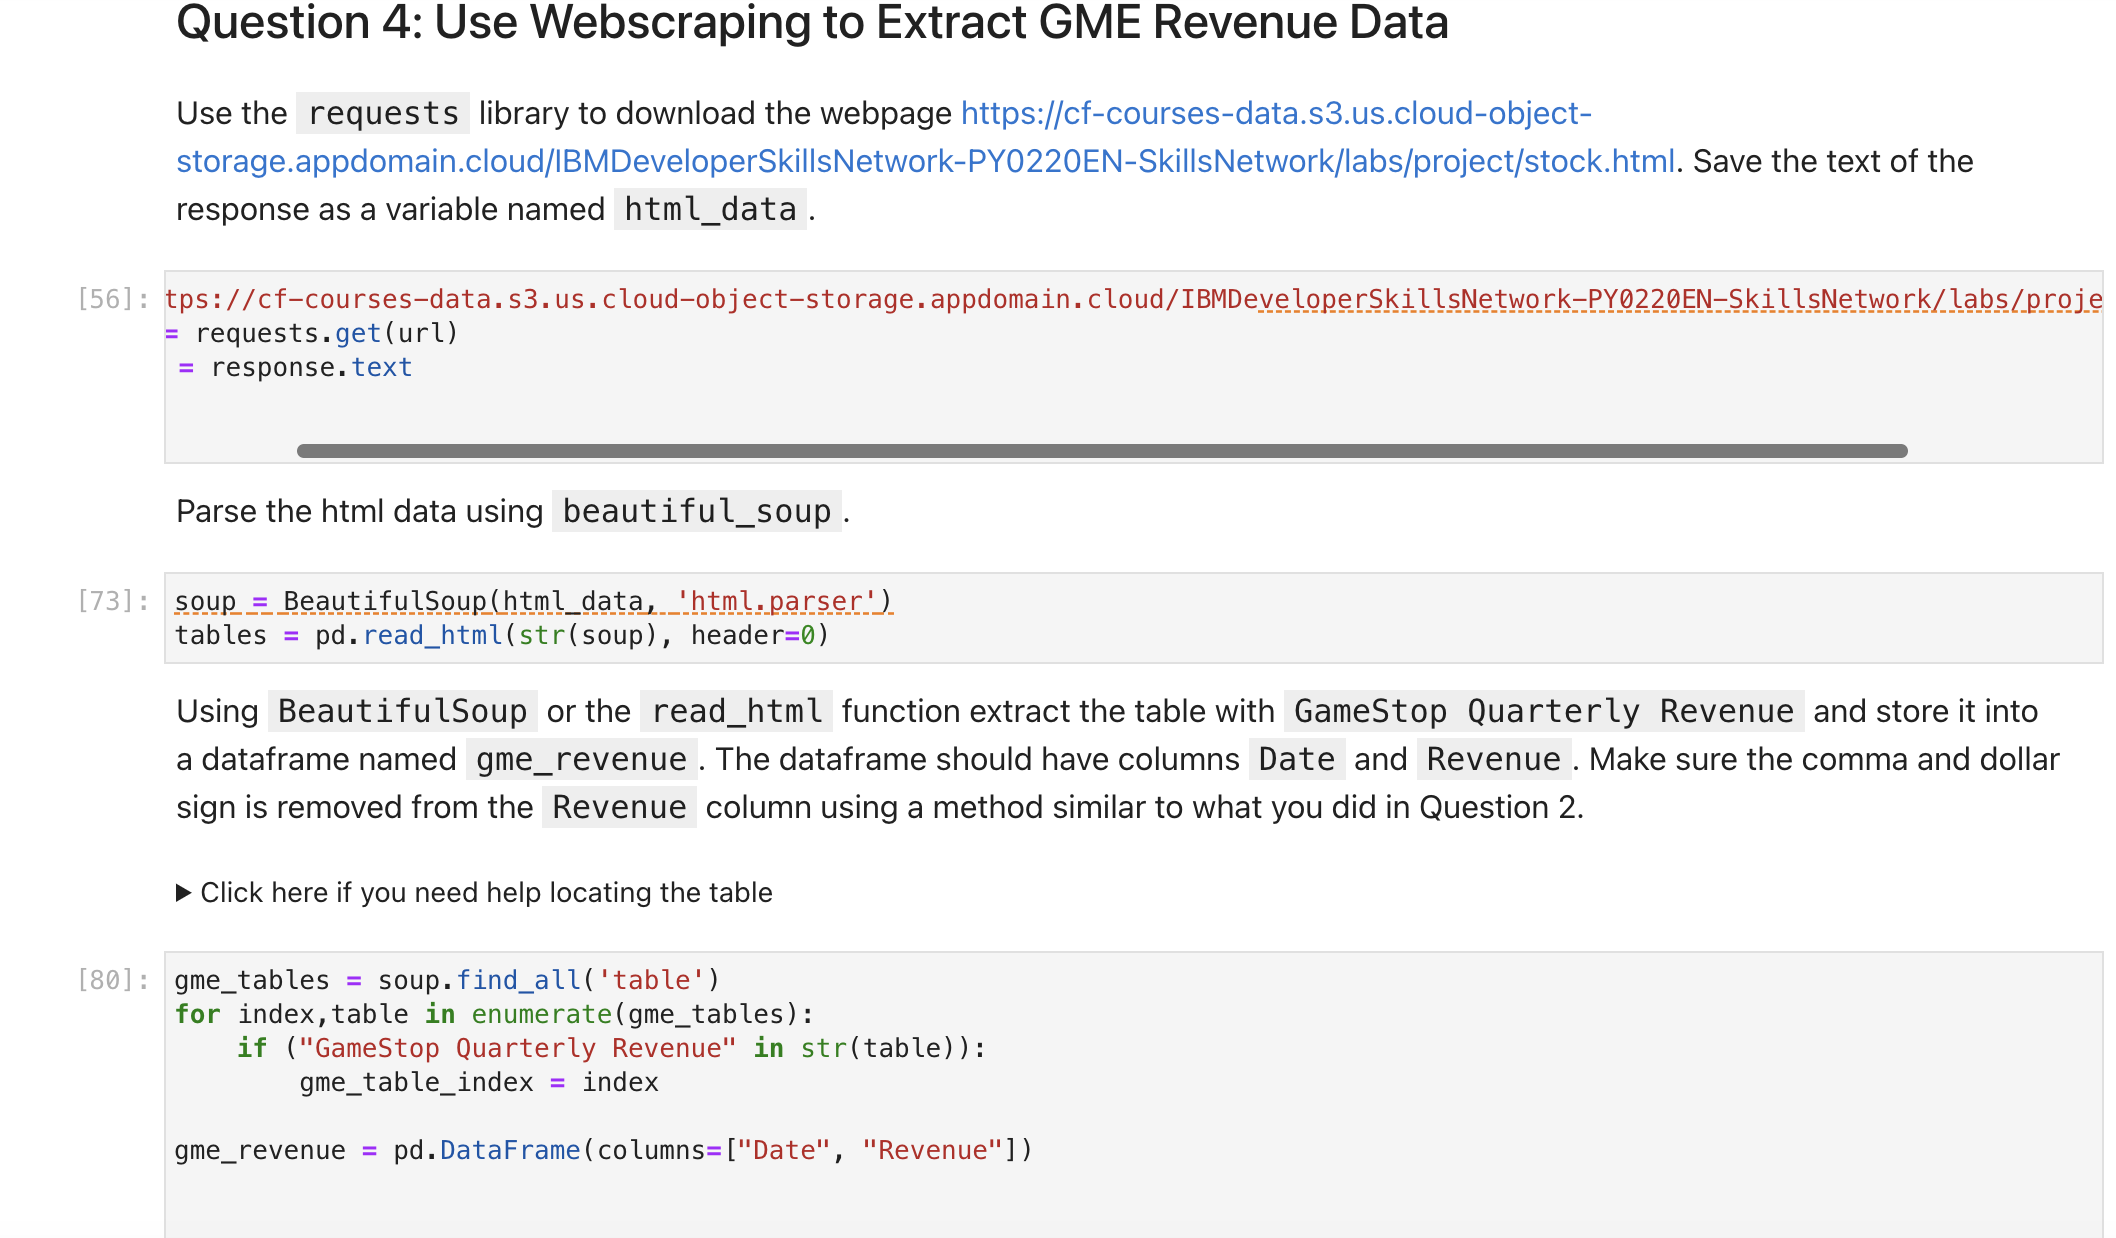 Question 4: Use Webscraping to Extract GME Revenue Data
Use the requests library to download the webpage https://cf-courses-data.s3.us.cloud-object-
storage.appdomain.cloud/IBMDeveloperSkillsNetwork-PY0220EN-SkillsNetwork/labs/project/stock.html. Save the text of the
response as a variable named html_data.
[56]: tps://cf-courses-data.s3.us.cloud-object-storage.appdomain.cloud/IBMDeveloperSkillsNetwork-PY0220EN-SkillsNetwork/labs/proje
= requests.get(url)
= response.text
Parse the html data using beautiful_soup.
[73]: soup = BeautifulSoup(html_data, 'html.parser')
tables = pd.read_html(str(soup), header=0)
Using BeautifulSoup or the read_html function extract the table with GameStop Quarterly Revenue and store it into
a dataframe named gme_revenue. The dataframe should have columns Date and Revenue. Make sure the comma and dollar
sign is removed from the Revenue column using a method similar to what you did in Question 2.
▶ Click here if you need help locating the table
[80]: gme_tables = soup.find_all('table')
for index,table in enumerate(gme_tables):
    if ("GameStop Quarterly Revenue" in str(table)):
        gme_table_index = index
gme_revenue = pd.DataFrame(columns=["Date", "Revenue"])